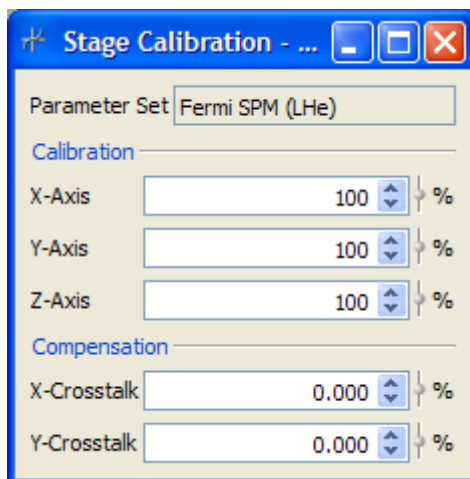 Stage Calibration - ...
Parameter Set Fermi SPM (LHe)
Calibration
X-Axis 100 %
Y-Axis 100 %
Z-Axis 100 %
Compensation
X-Crosstalk 0.000 %
Y-Crosstalk 0.000 %